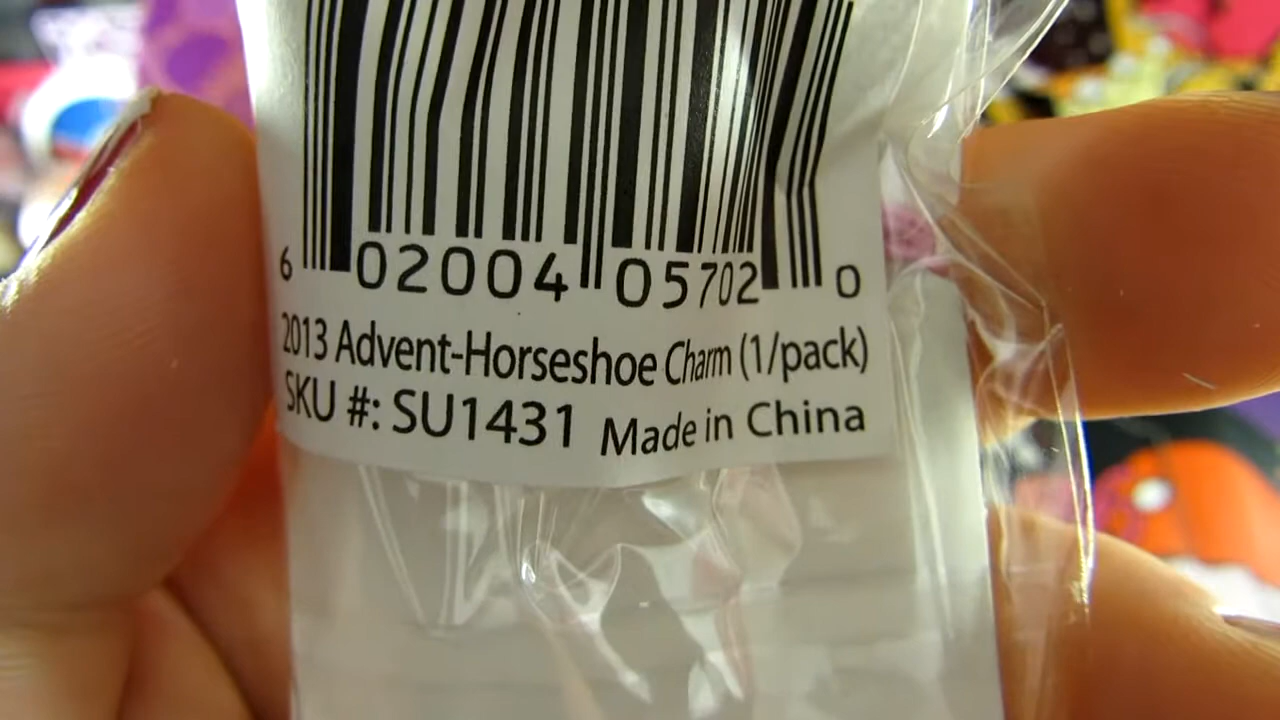 6 02004 05702 0
2013 Advent-Horseshoe Charm (1/pack)
SKU #: SU1431 Made in China